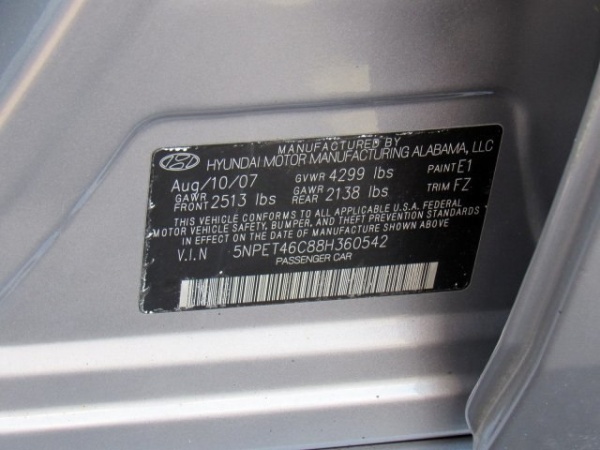 MANUFACTURED BY
HYUNDAI MOTOR MANUFACTURING ALABAMA, LLC
Aug/10/07 GVWR 4299 lbs PAINT E1
GAWR FRONT 2513 lbs GAWR REAR 2138 lbs TRIM FZ
THIS VEHICLE CONFORMS TO ALL APPLICABLE U.S.A. FEDERAL
MOTOR VEHICLE SAFETY, BUMPER, AND THEFT PREVENTION STANDARDS
IN EFFECT ON THE DATE OF MANUFACTURE SHOWN ABOVE.
V.I.N 5NPET46C88H360542
PASSENGER CAR